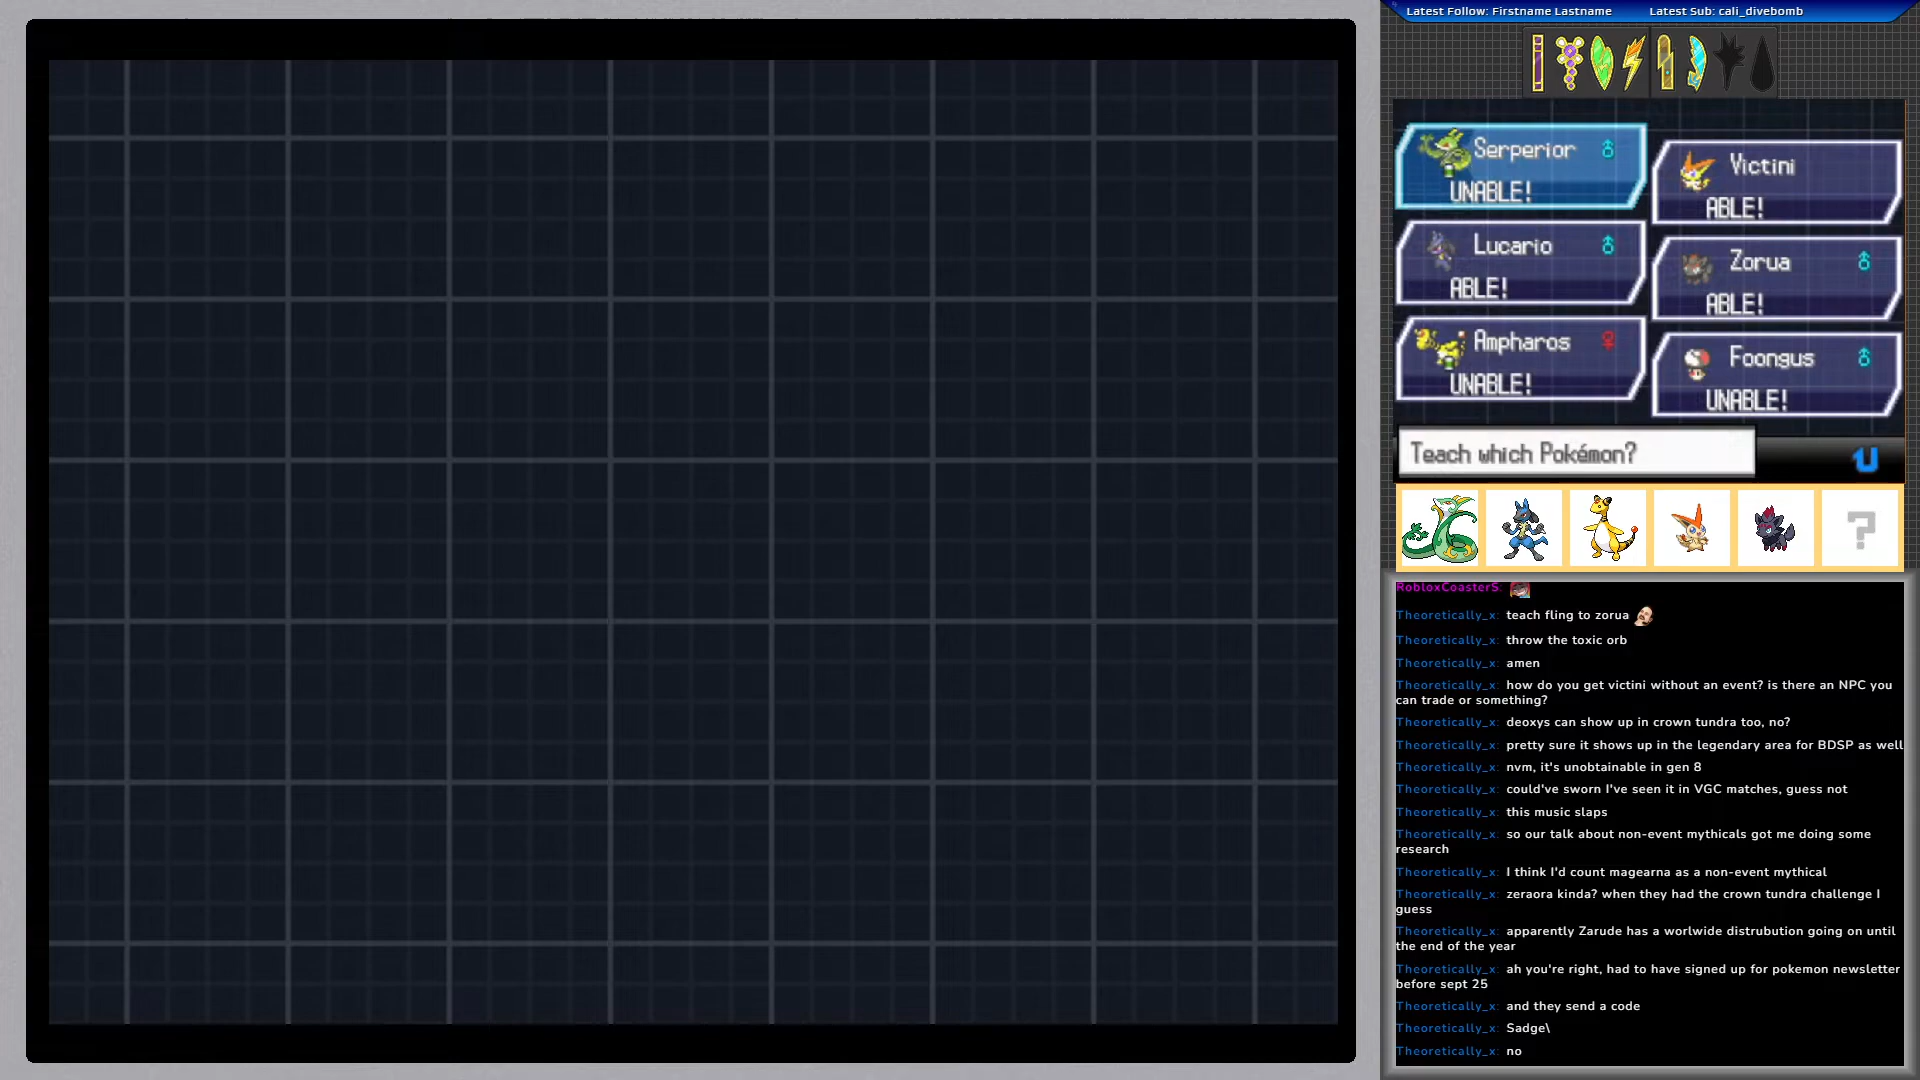 Latest Follow: Firstname Lastname
Latest Sub: cali_divebomb
Serperior ♂
UNABLE!
Victini
ABLE!
Lucario ♂
ABLE!
Zorua ♂
ABLE!
Ampharos ♀
UNABLE!
Foongus ♂
UNABLE!
Teach which Pokémon?
?
RobloxCoasterS:
Theoretically_x: teach fling to zorua
Theoretically_x: throw the toxic orb
Theoretically_x: amen
Theoretically_x: how do you get victini without an event? is there an NPC you
can trade or something?
Theoretically_x: deoxys can show up in crown tundra too, no?
Theoretically_x: pretty sure it shows up in the legendary area for BDSP as well
Theoretically_x: nvm, it's unobtainable in gen 8
Theoretically_x: could've sworn I've seen it in VGC matches, guess not
Theoretically_x: this music slaps
Theoretically_x: so our talk about non-event mythicals got me doing some
research
Theoretically_x: I think I'd count magearna as a non-event mythical
Theoretically_x: zeraora kinda? when they had the crown tundra challenge I
guess
Theoretically_x: apparently Zarude has a worlwide distrubution going on until
the end of the year
Theoretically_x: ah you're right, had to have signed up for pokemon newsletter
before sept 25
Theoretically_x: and they send a code
Theoretically_x: Sadge\
Theoretically_x: no